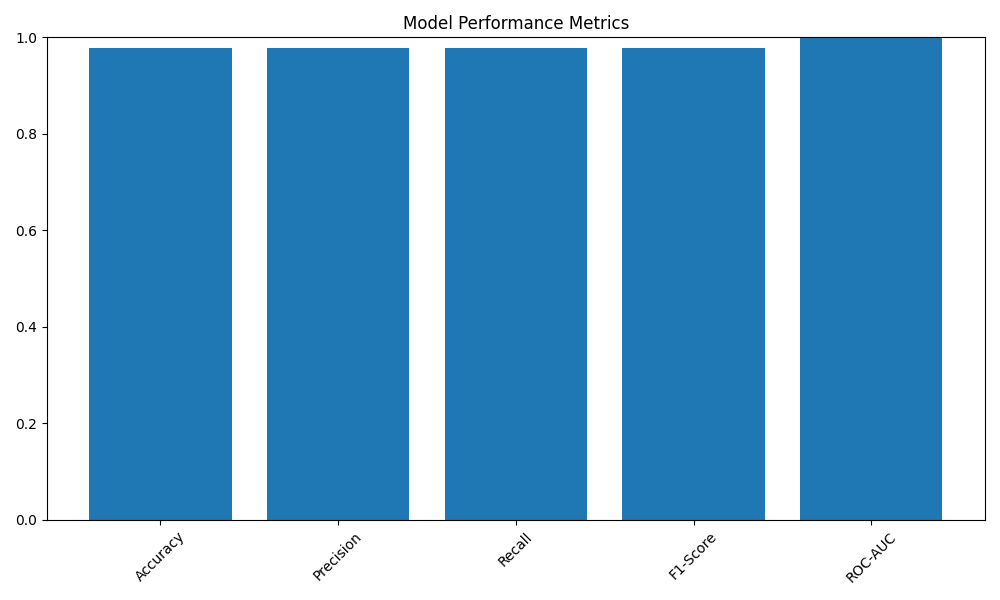 Model Performance Metrics
1.0
0.8
0.6
0.4
0.2
0.0
Accuracy
Precision
Recall
F1-Score
ROC-AUC